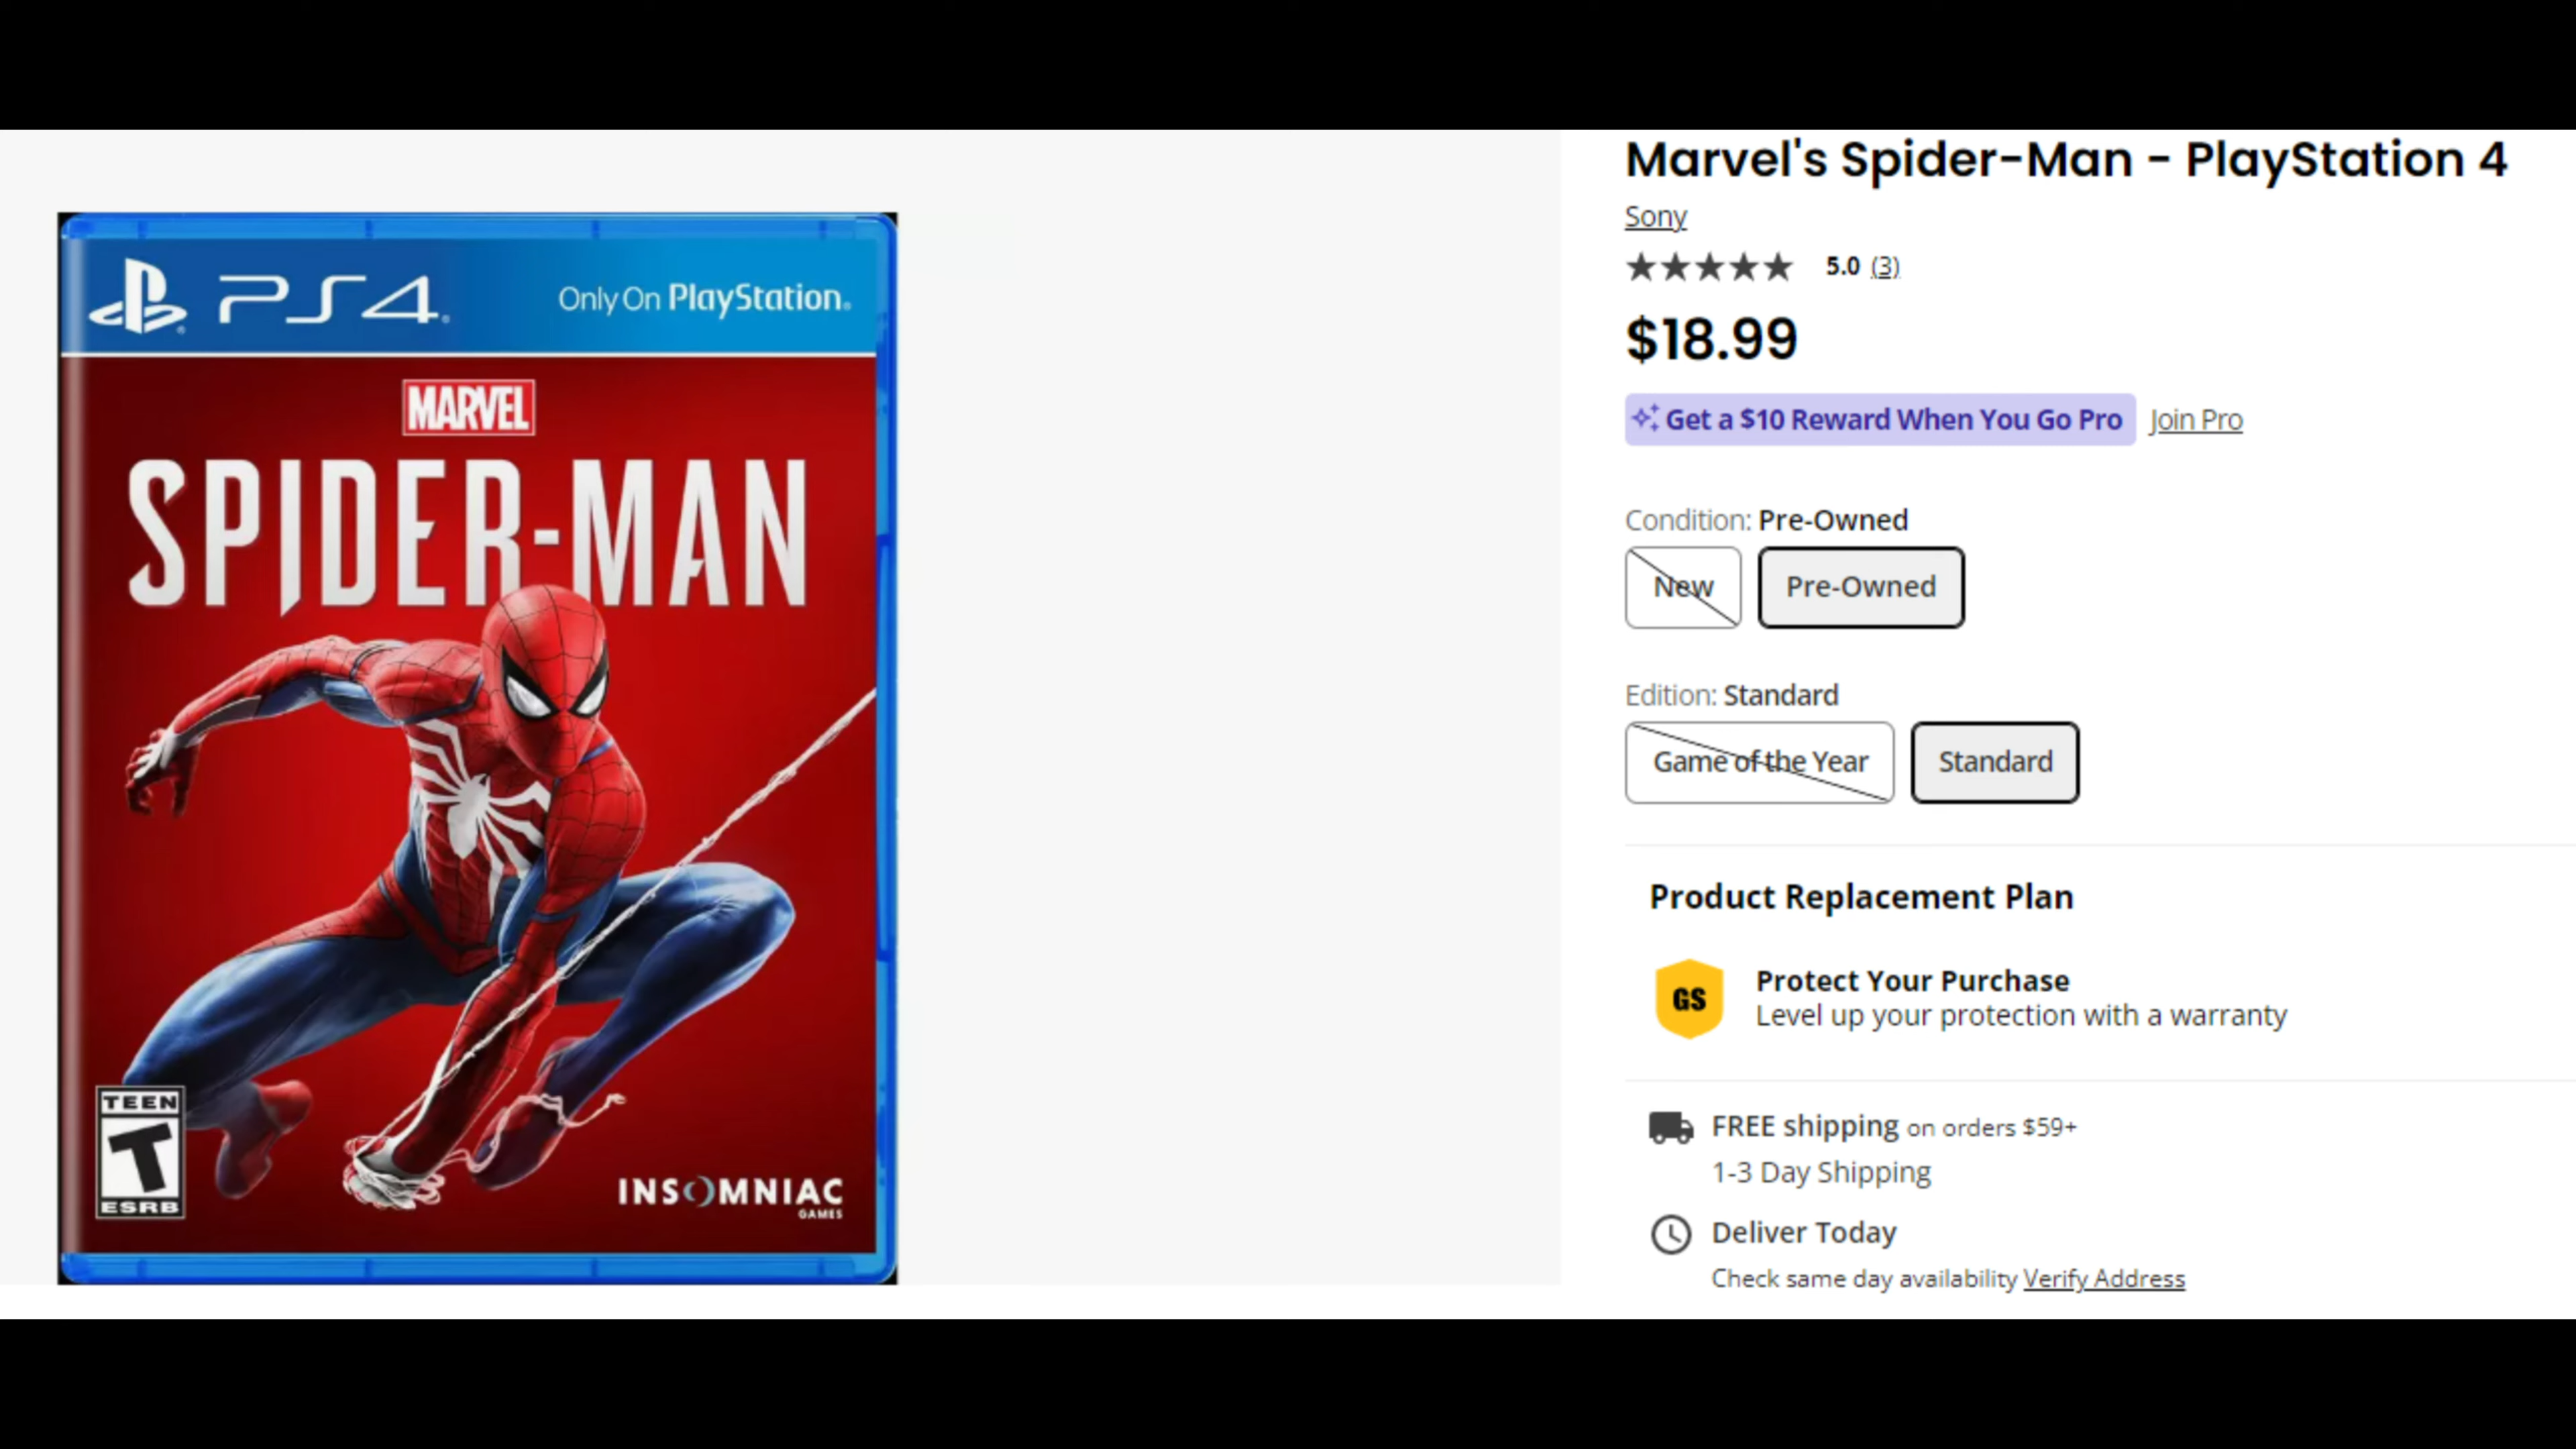 PS4
Only On PlayStation
MARVEL
SPIDER-MAN
TEEN
T
ESRB
INSOMNIAC
GAMES
Marvel's Spider-Man - PlayStation 4
Sony
5.0 (3)
$18.99
Get a $10 Reward When You Go Pro Join Pro
Condition: Pre-Owned
New Pre-Owned
Edition: Standard
Game of the Year Standard
Product Replacement Plan
GS
Protect Your Purchase
Level up your protection with a warranty
FREE shipping on orders $59+
1-3 Day Shipping
Deliver Today
Check same day availability Verify Address